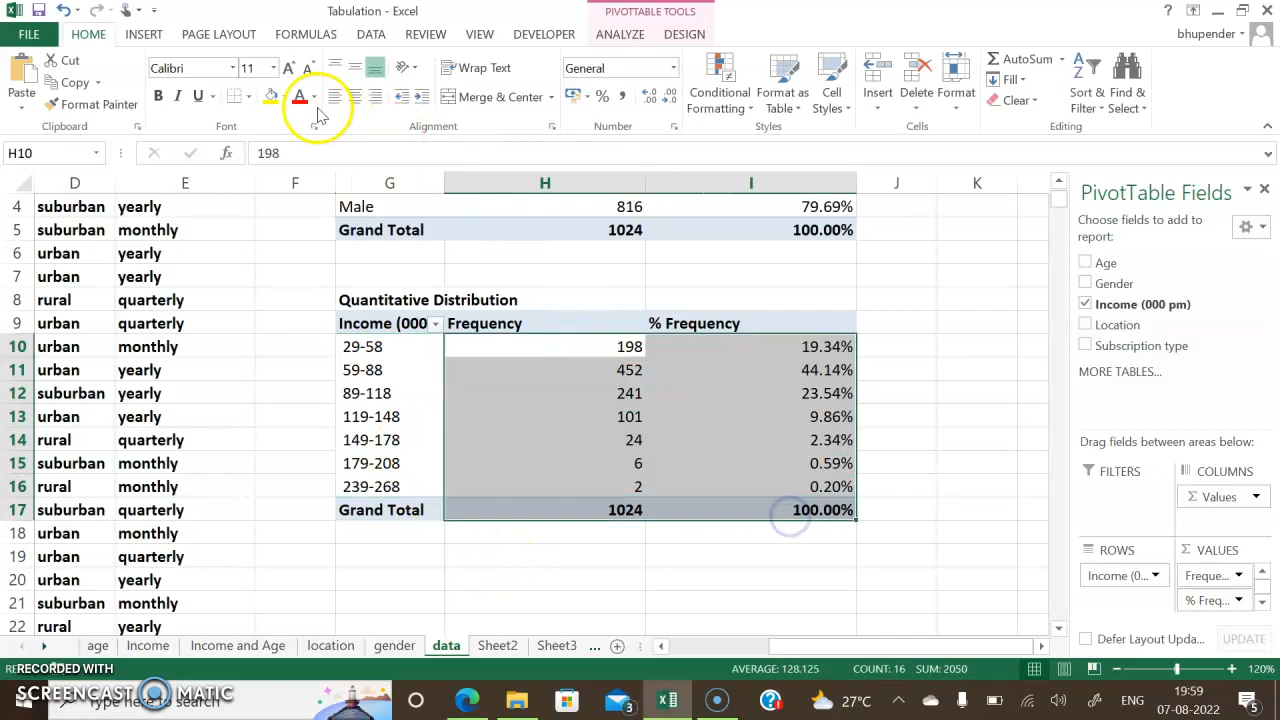 Tabulation - Excel
PIVOTTABLE TOOLS
FILE HOME INSERT PAGE LAYOUT FORMULAS DATA REVIEW VIEW DEVELOPER ANALYZE DESIGN bhupender
Paste Cut Copy Format Painter Clipboard
Calibri 11 B I U A Font
Wrap Text Merge & Center Alignment
General % , Number
Conditional Formatting Format as Table Cell Styles Styles
Insert Delete Format Cells
AutoSum Fill Clear Sort & Filter Find & Select Editing
H10 fx 198
D E F G H I J K
4 suburban yearly Male 816 79.69%
5 suburban monthly Grand Total 1024 100.00%
6 urban yearly
7 urban yearly
8 rural quarterly Quantitative Distribution
9 urban quarterly Income (000 Frequency % Frequency
10 urban monthly 29-58 198 19.34%
11 urban yearly 59-88 452 44.14%
12 suburban yearly 89-118 241 23.54%
13 urban yearly 119-148 101 9.86%
14 rural quarterly 149-178 24 2.34%
15 suburban monthly 179-208 6 0.59%
16 rural monthly 239-268 2 0.20%
17 suburban quarterly Grand Total 1024 100.00%
18 urban monthly
19 urban quarterly
20 urban yearly
21 suburban monthly
22 rural yearly
PivotTable Fields
Choose fields to add to
report:
Age
Gender
Income (000 pm)
Location
Subscription type
MORE TABLES...
Drag fields between areas below:
FILTERS COLUMNS
Σ Values
ROWS Σ VALUES
Income (0... Freque...
% Freq...
Defer Layout Upda... UPDATE
age Income Income and Age location gender data Sheet2 Sheet3 ...
RECORDED WITH
SCREENCAST MATIC
AVERAGE: 128.125 COUNT: 16 SUM: 2050 120%
Type here to search 3 27°C ENG 19:59
07-08-2022 5